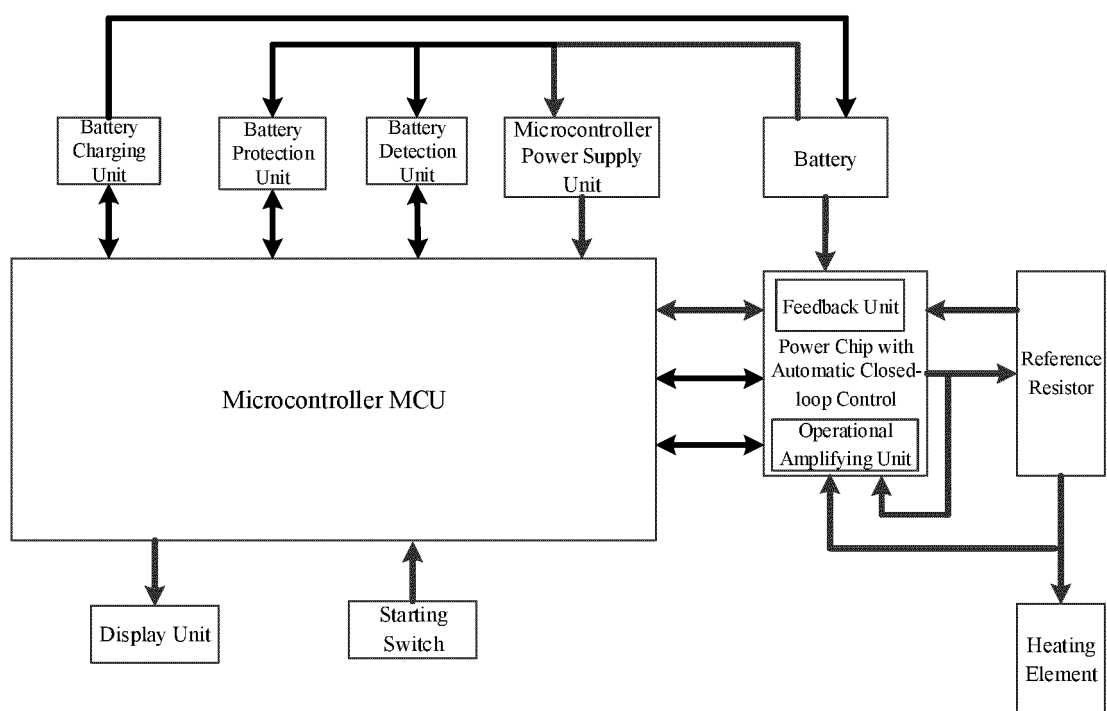 Battery
Charging
Unit
Battery
Protection
Unit
Battery
Detection
Unit
Microcontroller
Power Supply
Unit
Battery
Microcontroller MCU
Feedback Unit
Power Chip with
Automatic Closed-
loop Control
Operational
Amplifying Unit
Reference
Resistor
Display Unit
Starting
Switch
Heating
Element